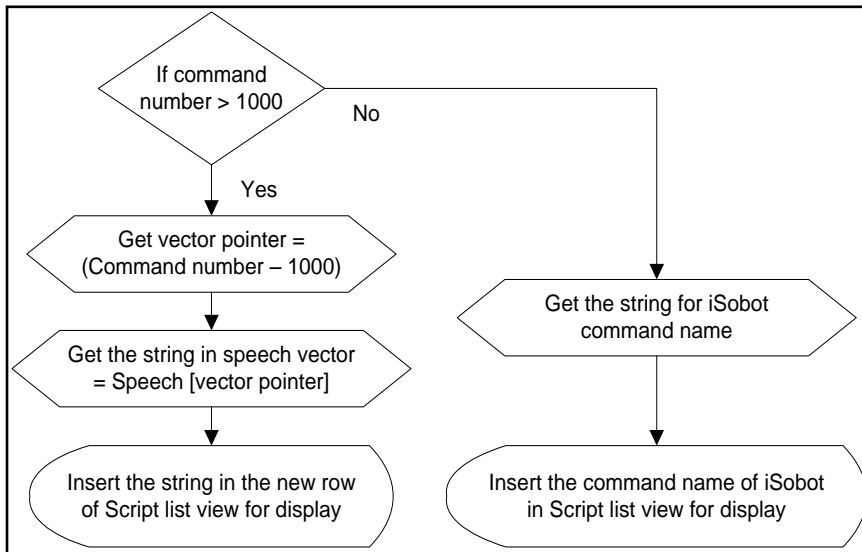 If command
number > 1000
No
Yes
Get vector pointer =
(Command number – 1000)
Get the string in speech vector
= Speech [vector pointer]
Insert the string in the new row
of Script list view for display
Get the string for iSobot
command name
Insert the command name of iSobot
in Script list view for display